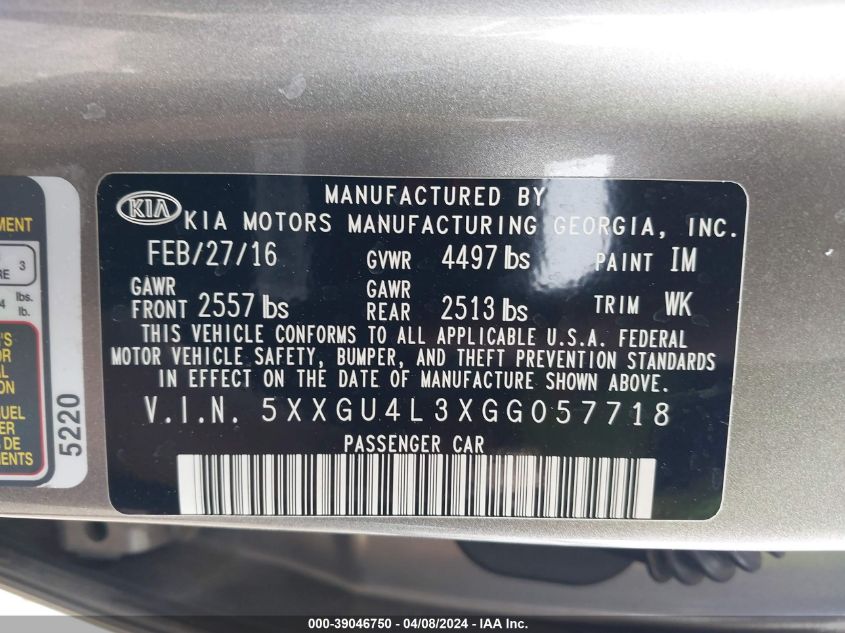 MANUFACTURED BY
KIA KIA MOTORS MANUFACTURING GEORGIA, INC.
FEB/27/16 GVWR 4497 lbs PAINT IM
GAWR FRONT 2557 lbs GAWR REAR 2513 lbs TRIM WK
THIS VEHICLE CONFORMS TO ALL APPLICABLE U.S.A. FEDERAL
MOTOR VEHICLE SAFETY, BUMPER, AND THEFT PREVENTION STANDARDS
IN EFFECT ON THE DATE OF MANUFACTURE SHOWN ABOVE.
V.I.N. 5XXGU4L3XGG057718
PASSENGER CAR
5220
3
lbs.
lb.
000-39046750 - 04/08/2024 - IAA Inc.